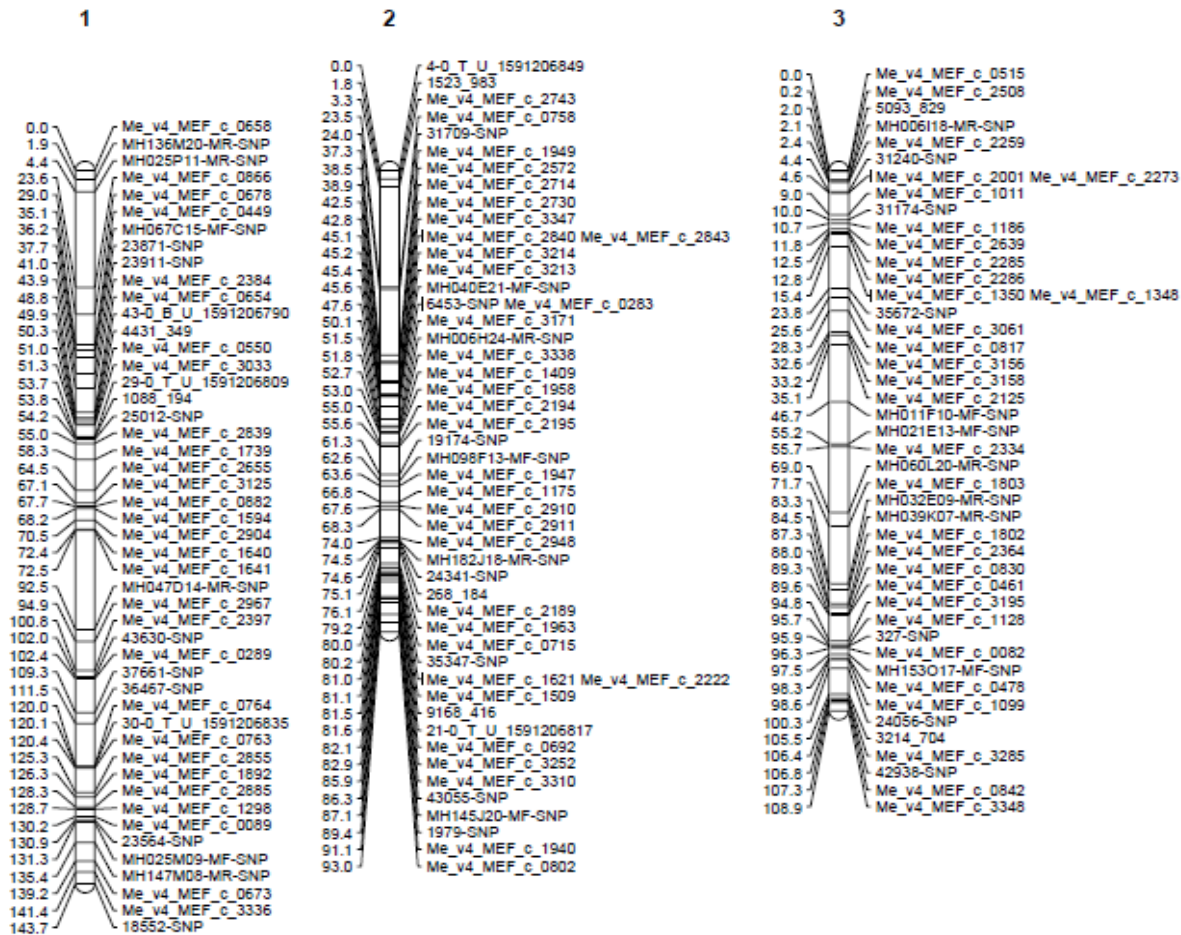 1
0.0 Me_v4_MEF_c_0658
1.9 MH136M20-MR-SNP
4.4 MH025P11-MR-SNP
23.6 Me_v4_MEF_c_0866
29.0 Me_v4_MEF_c_0678
35.1 Me_v4_MEF_c_0449
36.2 MH067C15-MF-SNP
37.7 23871-SNP
41.0 23911-SNP
43.9 Me_v4_MEF_c_2384
48.8 Me_v4_MEF_c_0654
49.9 43-0_B_U_1591206790
50.3 4431_349
51.0 Me_v4_MEF_c_0550
51.3 Me_v4_MEF_c_3033
53.7 29-0_T_U_1591206809
53.8 1088_194
54.2 25012-SNP
55.0 Me_v4_MEF_c_2839
58.3 Me_v4_MEF_c_1739
64.5 Me_v4_MEF_c_2655
67.1 Me_v4_MEF_c_3125
67.7 Me_v4_MEF_c_0882
68.2 Me_v4_MEF_c_1594
70.5 Me_v4_MEF_c_2904
72.4 Me_v4_MEF_c_1640
72.5 Me_v4_MEF_c_1641
92.5 MH047D14-MR-SNP
94.9 Me_v4_MEF_c_2967
100.8 Me_v4_MEF_c_2397
102.0 43630-SNP
102.4 Me_v4_MEF_c_0289
109.3 37661-SNP
111.5 36467-SNP
120.0 Me_v4_MEF_c_0764
120.1 30-0_T_U_1591206835
120.4 Me_v4_MEF_c_0763
125.3 Me_v4_MEF_c_2855
126.3 Me_v4_MEF_c_1892
128.3 Me_v4_MEF_c_2885
128.7 Me_v4_MEF_c_1298
130.2 Me_v4_MEF_c_0089
130.9 23564-SNP
131.3 MH025M09-MF-SNP
135.4 MH147M08-MR-SNP
139.2 Me_v4_MEF_c_0673
141.4 Me_v4_MEF_c_3336
143.7 18552-SNP
2
0.0 4-0_T_U_1591206849
1.8 1523_983
3.3 Me_v4_MEF_c_2743
23.5 Me_v4_MEF_c_0758
24.0 31709-SNP
37.3 Me_v4_MEF_c_1949
38.5 Me_v4_MEF_c_2572
38.9 Me_v4_MEF_c_2714
42.5 Me_v4_MEF_c_2730
42.8 Me_v4_MEF_c_3347
45.1 Me_v4_MEF_c_2840 Me_v4_MEF_c_2843
45.2 Me_v4_MEF_c_3214
45.4 Me_v4_MEF_c_3213
45.6 MH040E21-MF-SNP
47.6 6453-SNP Me_v4_MEF_c_0283
50.1 Me_v4_MEF_c_3171
51.5 MH006H24-MR-SNP
51.8 Me_v4_MEF_c_3338
52.7 Me_v4_MEF_c_1409
53.0 Me_v4_MEF_c_1958
55.0 Me_v4_MEF_c_2194
55.6 Me_v4_MEF_c_2195
61.3 19174-SNP
62.6 MH098F13-MF-SNP
63.6 Me_v4_MEF_c_1947
66.8 Me_v4_MEF_c_1175
67.6 Me_v4_MEF_c_2910
68.3 Me_v4_MEF_c_2911
74.0 Me_v4_MEF_c_2948
74.5 MH182J18-MR-SNP
74.6 24341-SNP
75.1 268_184
76.1 Me_v4_MEF_c_2189
79.2 Me_v4_MEF_c_1963
80.0 Me_v4_MEF_c_0715
80.2 35347-SNP
81.0 Me_v4_MEF_c_1621 Me_v4_MEF_c_2222
81.1 Me_v4_MEF_c_1509
81.5 9168_416
81.6 21-0_T_U_1591206817
82.1 Me_v4_MEF_c_0692
82.9 Me_v4_MEF_c_3252
85.9 Me_v4_MEF_c_3310
86.3 43055-SNP
87.1 MH145J20-MF-SNP
89.4 1979-SNP
91.1 Me_v4_MEF_c_1940
93.0 Me_v4_MEF_c_0802
3
0.0 Me_v4_MEF_c_0515
0.2 Me_v4_MEF_c_2508
2.0 5093_829
2.1 MH006I18-MR-SNP
2.4 Me_v4_MEF_c_2259
4.4 31240-SNP
4.6 Me_v4_MEF_c_2001 Me_v4_MEF_c_2273
9.0 Me_v4_MEF_c_1011
10.0 31174-SNP
10.7 Me_v4_MEF_c_1186
11.8 Me_v4_MEF_c_2639
12.5 Me_v4_MEF_c_2285
12.8 Me_v4_MEF_c_2286
15.4 Me_v4_MEF_c_1350 Me_v4_MEF_c_1348
23.8 35672-SNP
25.6 Me_v4_MEF_c_3061
28.3 Me_v4_MEF_c_0817
32.6 Me_v4_MEF_c_3156
33.2 Me_v4_MEF_c_3158
35.1 Me_v4_MEF_c_2125
46.7 MH011F10-MF-SNP
55.2 MH021E13-MF-SNP
55.7 Me_v4_MEF_c_2334
69.0 MH060L20-MR-SNP
71.7 Me_v4_MEF_c_1803
83.3 MH032E09-MR-SNP
84.5 MH039K07-MR-SNP
87.3 Me_v4_MEF_c_1802
88.0 Me_v4_MEF_c_2364
89.3 Me_v4_MEF_c_0830
89.6 Me_v4_MEF_c_0461
94.8 Me_v4_MEF_c_3195
95.7 Me_v4_MEF_c_1128
95.9 327-SNP
96.3 Me_v4_MEF_c_0082
97.5 MH153O17-MF-SNP
98.3 Me_v4_MEF_c_0478
98.6 Me_v4_MEF_c_1099
100.3 24056-SNP
105.5 3214_704
106.4 Me_v4_MEF_c_3285
106.8 42938-SNP
107.3 Me_v4_MEF_c_0842
108.9 Me_v4_MEF_c_3348